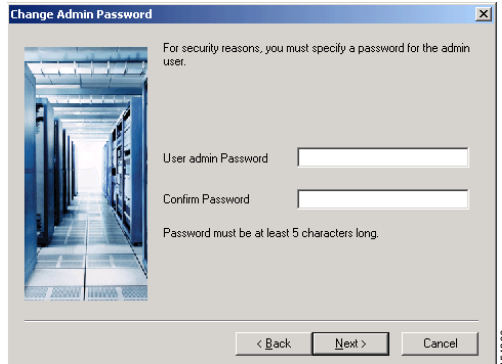 Change Admin Password
For security reasons, you must specify a password for the admin
user.
User admin Password
Confirm Password
Password must be at least 5 characters long.
< Back
Next >
Cancel